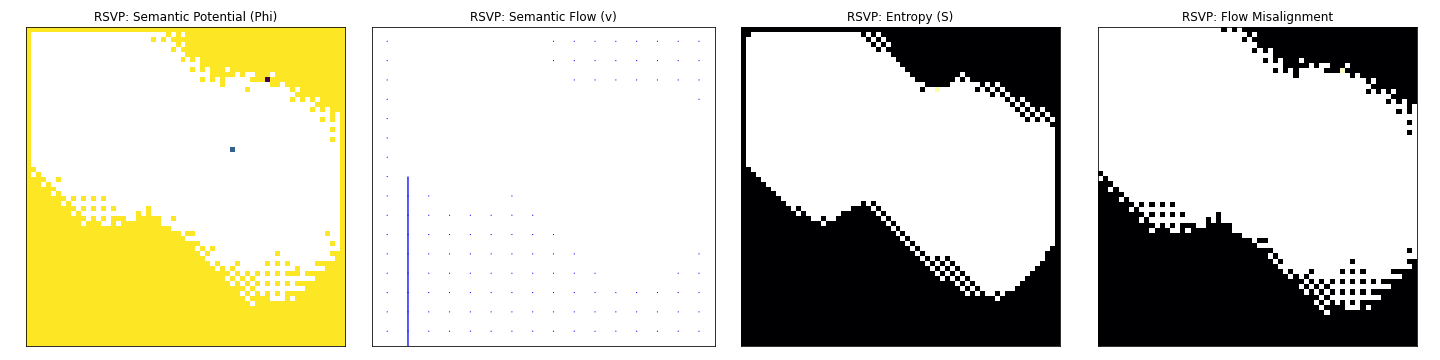 RSVP: Semantic Potential (Phi)
RSVP: Semantic Flow (v)
RSVP: Entropy (S)
RSVP: Flow Misalignment